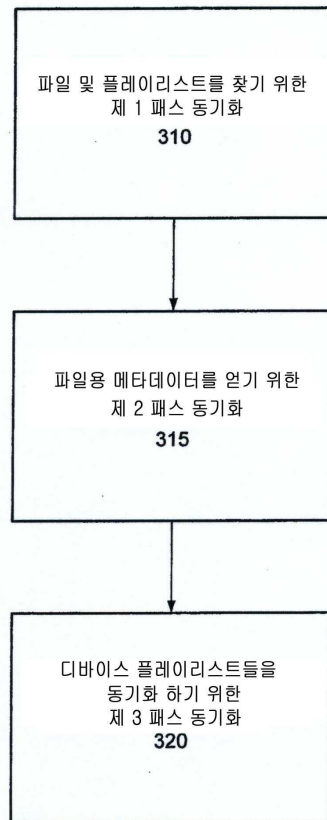 파일 및 플레이리스트를 찾기 위한
제 1 패스 동기화
310
파일용 메타데이터를 얻기 위한
제 2 패스 동기화
315
디바이스 플레이리스트들을
동기화 하기 위한
제 3 패스 동기화
320